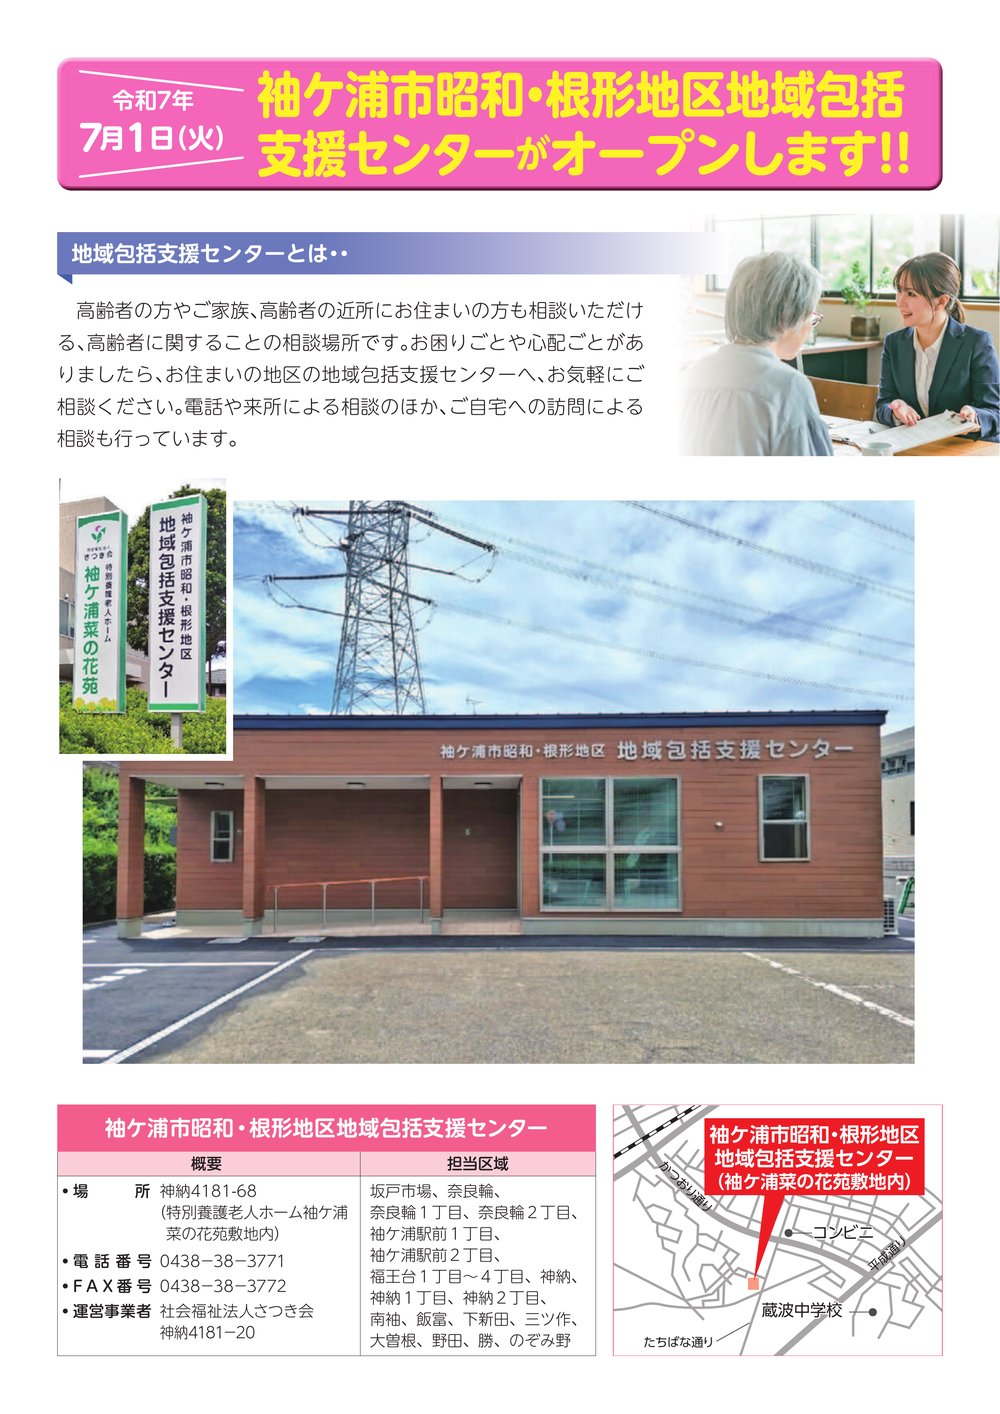 令和7年
7月1日(火)
袖ケ浦市昭和・根形地区地域包括
支援センターがオープンします!!
地域包括支援センターとは‥
高齢者の方やご家族、高齢者の近所にお住まいの方も相談いただけ
る、高齢者に関することの相談場所です。お困りごとや心配ごとがあ
りましたら、お住まいの地区の地域包括支援センターへ、お気軽にご
相談ください。電話や来所による相談のほか、ご自宅への訪問による
相談も行っています。
社会福祉法人
さつき会
特別養護老人ホーム
袖ケ浦菜の花苑
袖ケ浦市昭和・根形地区
地域包括支援センター
袖ケ浦市昭和・根形地区 地域包括支援センター
袖ケ浦市昭和・根形地区地域包括支援センター
概要
•場所 神納4181-68
(特別養護老人ホーム袖ケ浦
菜の花苑敷地内)
•電話番号 0438−38−3771
•FAX番号 0438−38−3772
•運営事業者 社会福祉法人さつき会
神納4181−20
担当区域
坂戸市場、奈良輪、
奈良輪１丁目、奈良輪２丁目、
袖ケ浦駅前１丁目、
袖ケ浦駅前２丁目、
福王台１丁目～４丁目、神納、
神納１丁目、神納２丁目、
南袖、飯富、下新田、三ツ作、
大曽根、野田、勝、のぞみ野
袖ケ浦市昭和・根形地区
地域包括支援センター
(袖ケ浦菜の花苑敷地内)
かつおり通り
コンビニ
平成通り
蔵波中学校
たちばな通り